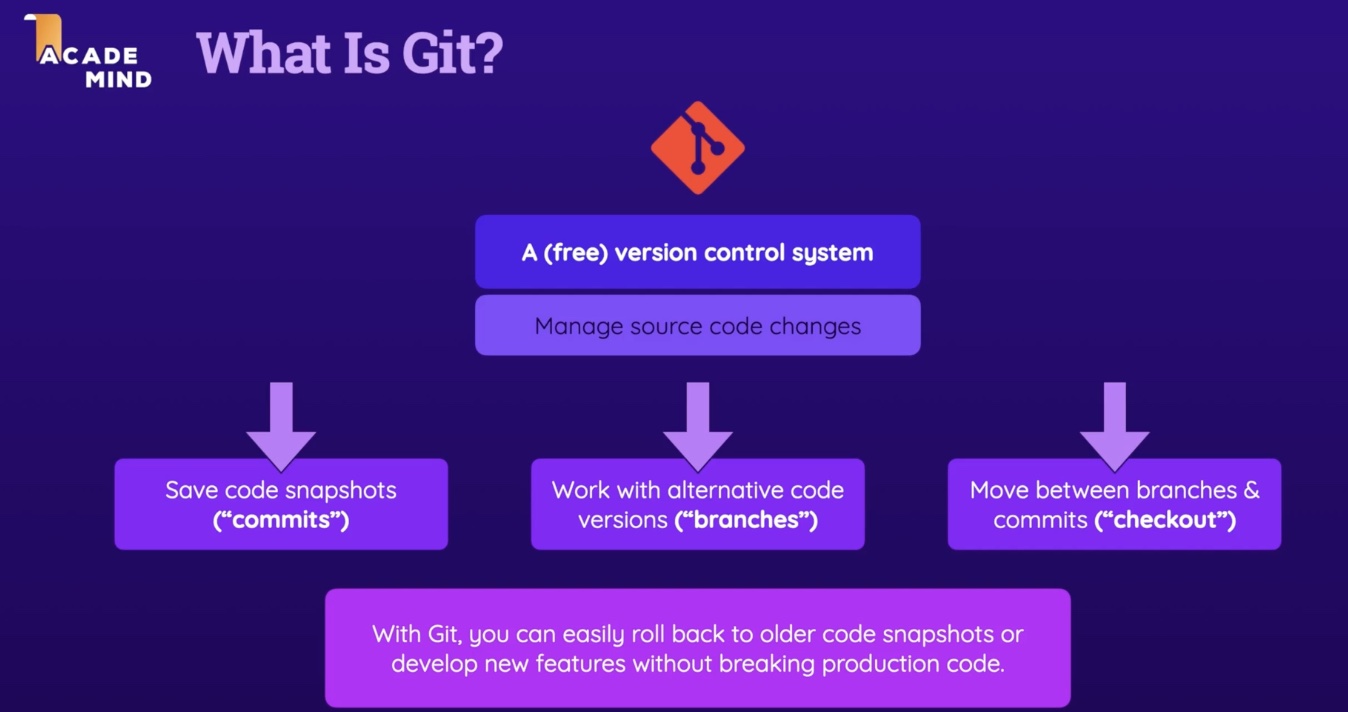 ACADE
MIND
What Is Git?
A (free) version control system
Manage source code changes
Save code snapshots
(“commits”)
Work with alternative code
versions (“branches”)
Move between branches &
commits (“checkout”)
With Git, you can easily roll back to older code snapshots or
develop new features without breaking production code.